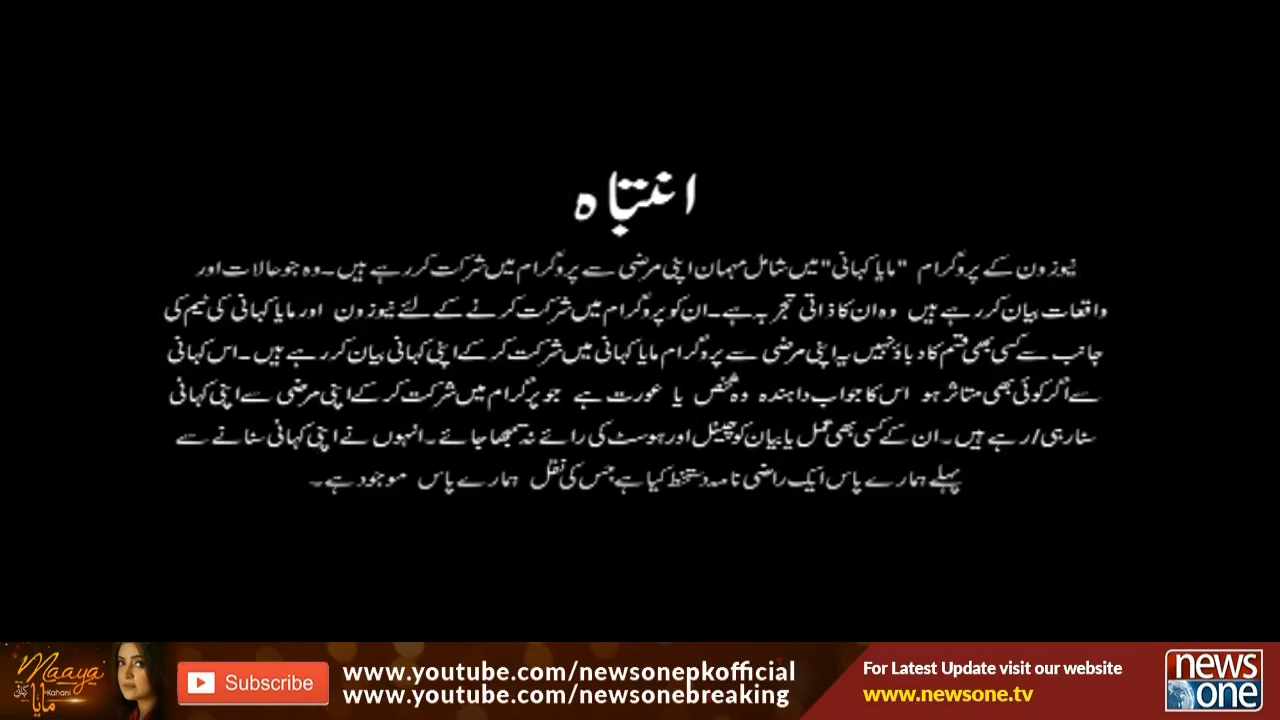 انتباہ
نیوز ون کے پروگرام "مایا کہانی" میں شامل مہمان اپنی مرضی سے پروگرام میں شرکت کر رہے ہیں۔ وہ جو حالات اور
واقعات بیان کر رہے ہیں وہ ان کا ذاتی تجربہ ہے۔ ان کو پروگرام میں شرکت کرنے کے لئے نیوز ون اور مایا کہانی کی ٹیم کی
جانب سے کسی بھی قسم کا دباؤ نہیں یہ اپنی مرضی سے پروگرام مایا کہانی میں شرکت کر کے اپنی کہانی بیان کر رہے ہیں۔ اس کہانی
سے اگر کوئی بھی متاثر ہو اس کا جواب داہندہ وہ شخص یا عورت ہے جو پرگرام میں شرکت کر کے اپنی مرضی سے اپنی کہانی
سنا رہی/رہے ہیں۔ ان کے کسی بھی عمل یا بیان کو چینل اور ہوسٹ کی رائے نہ سمجھا جائے۔ انہوں نے اپنی کہانی سنانے سے
پہلے ہمارے پاس ایک راضی نامہ دستخط کیا ہے جس کی نقل ہمارے پاس موجود ہے۔
Maaya
Kahani
مایا کہانی
Subscribe
www.youtube.com/newsonepkofficial
www.youtube.com/newsonebreaking
For Latest Update visit our website
www.newsone.tv
news
one